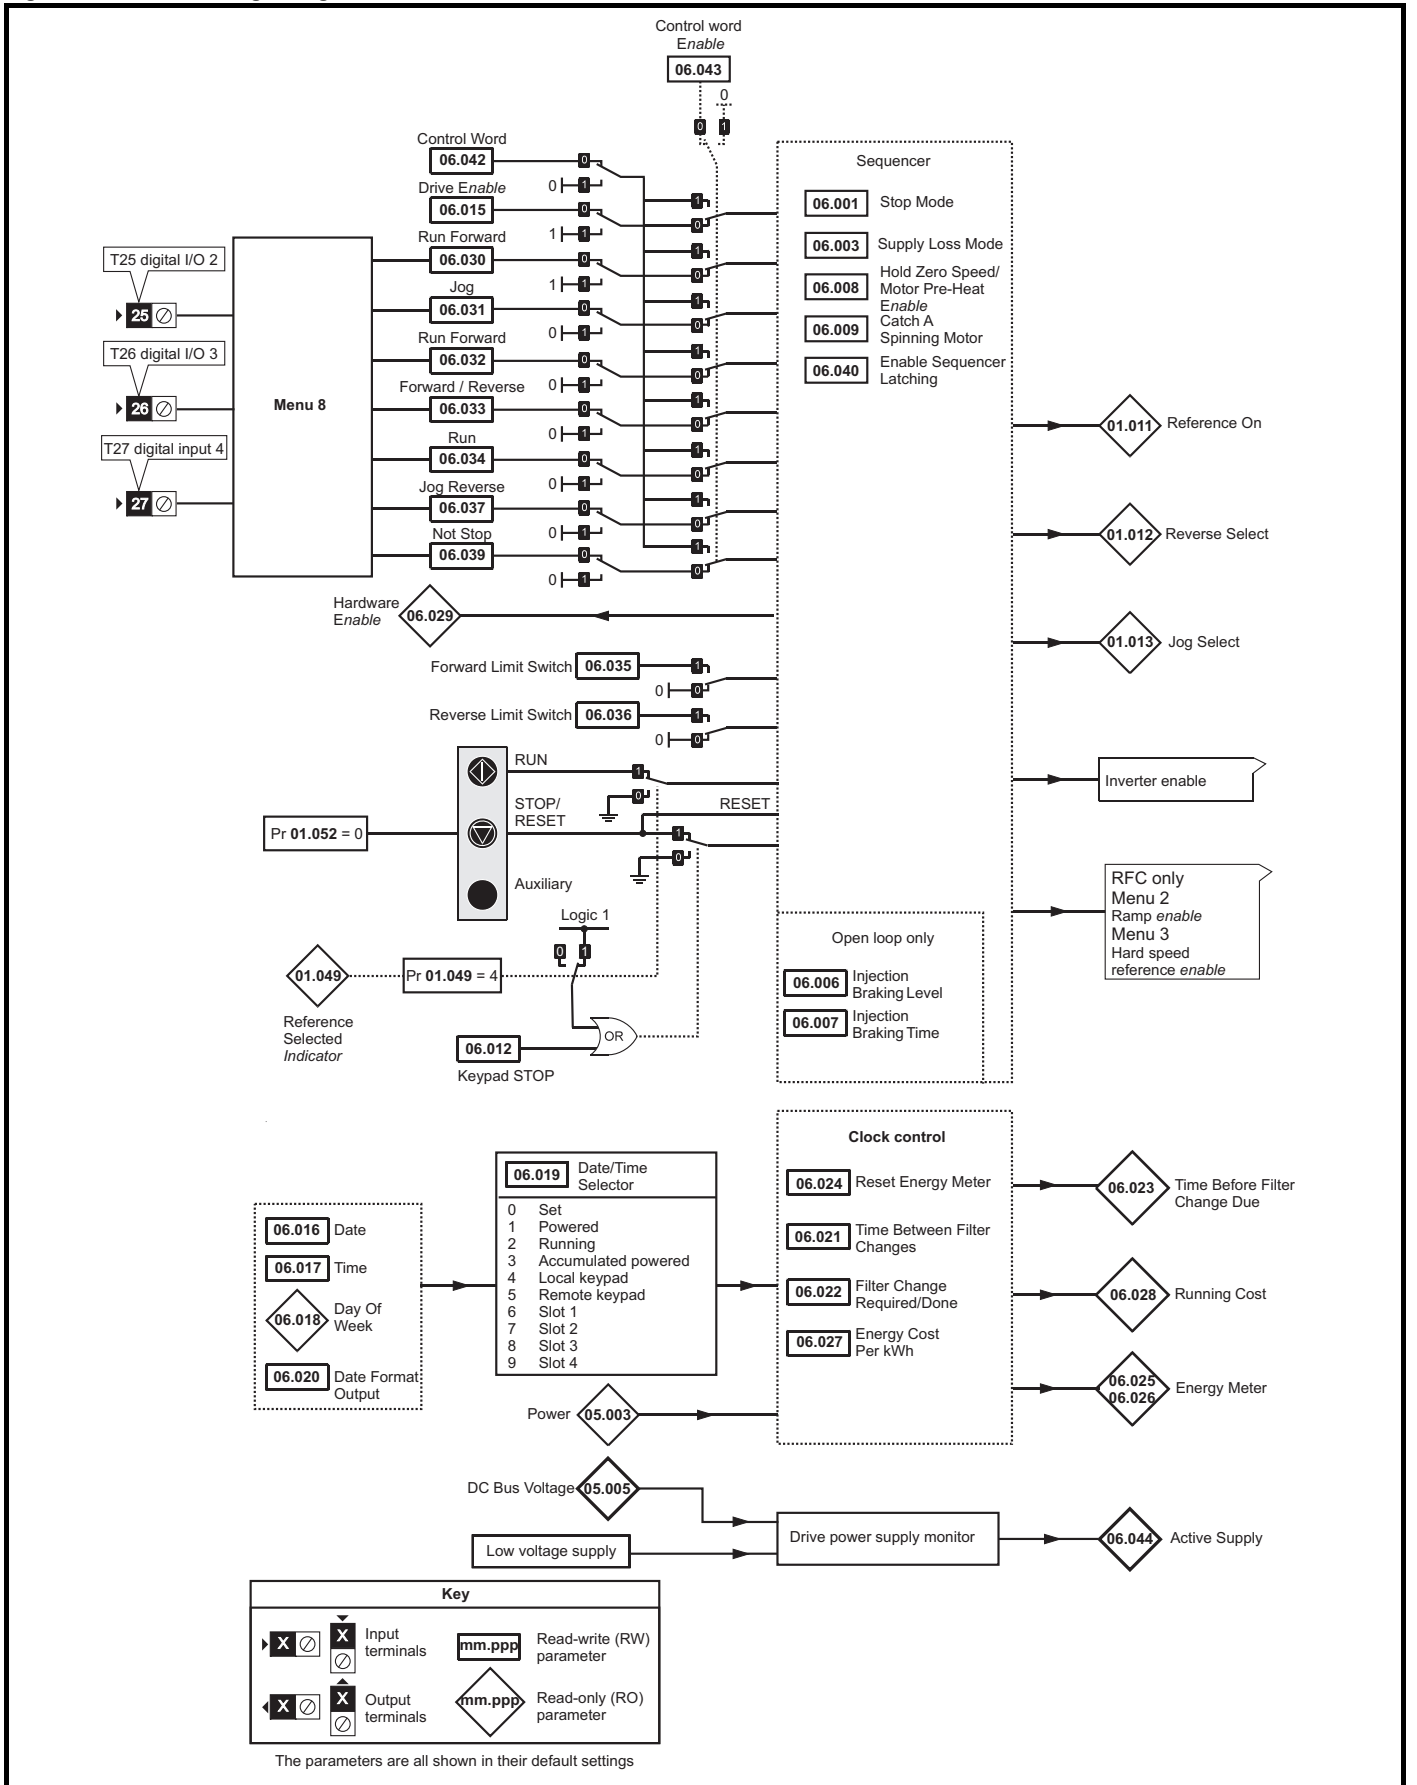 Control word
Enable
06.043
0
0
1
Control Word
06.042
0
0
1
Drive Enable
06.015
0
1
1
Run Forward
06.030
0
1
1
Jog
06.031
0
0
1
Run Forward
06.032
0
0
1
Forward / Reverse
06.033
0
0
1
Run
06.034
0
0
1
Jog Reverse
06.037
0
0
1
Not Stop
06.039
0
0
1
1
0
1
0
1
0
1
0
1
0
1
0
1
0
1
0
T25 digital I/O 2
25
T26 digital I/O 3
26
T27 digital input 4
27
Menu 8
Sequencer
06.001
Stop Mode
06.003
Supply Loss Mode
06.008
Hold Zero Speed/
Motor Pre-Heat
Enable
06.009
Catch A
Spinning Motor
06.040
Enable Sequencer
Latching
01.011
Reference On
01.012
Reverse Select
01.013
Jog Select
Hardware
Enable
06.029
Forward Limit Switch
06.035
1
0
0
Reverse Limit Switch
06.036
1
0
0
RUN
1
0
STOP/
RESET
RESET
1
0
Pr 01.052 = 0
Auxiliary
Logic 1
0
1
01.049
Reference
Selected
Indicator
Pr 01.049 = 4
OR
06.012
Keypad STOP
Inverter enable
RFC only
Menu 2
Ramp enable
Menu 3
Hard speed
reference enable
Open loop only
06.006
Injection
Braking Level
06.007
Injection
Braking Time
06.016
Date
06.017
Time
06.018
Day Of
Week
06.020
Date Format
Output
06.019
Date/Time
Selector
0 Set
1 Powered
2 Running
3 Accumulated powered
4 Local keypad
5 Remote keypad
6 Slot 1
7 Slot 2
8 Slot 3
9 Slot 4
Clock control
06.024
Reset Energy Meter
06.021
Time Between Filter
Changes
06.022
Filter Change
Required/Done
06.027
Energy Cost
Per kWh
06.023
Time Before Filter
Change Due
06.028
Running Cost
06.025
06.026
Energy Meter
Power
05.003
DC Bus Voltage
05.005
Low voltage supply
Drive power supply monitor
06.044
Active Supply
Key
X
X
Input
terminals
mm.ppp
Read-write (RW)
parameter
X
X
Output
terminals
mm.ppp
Read-only (RO)
parameter
The parameters are all shown in their default settings